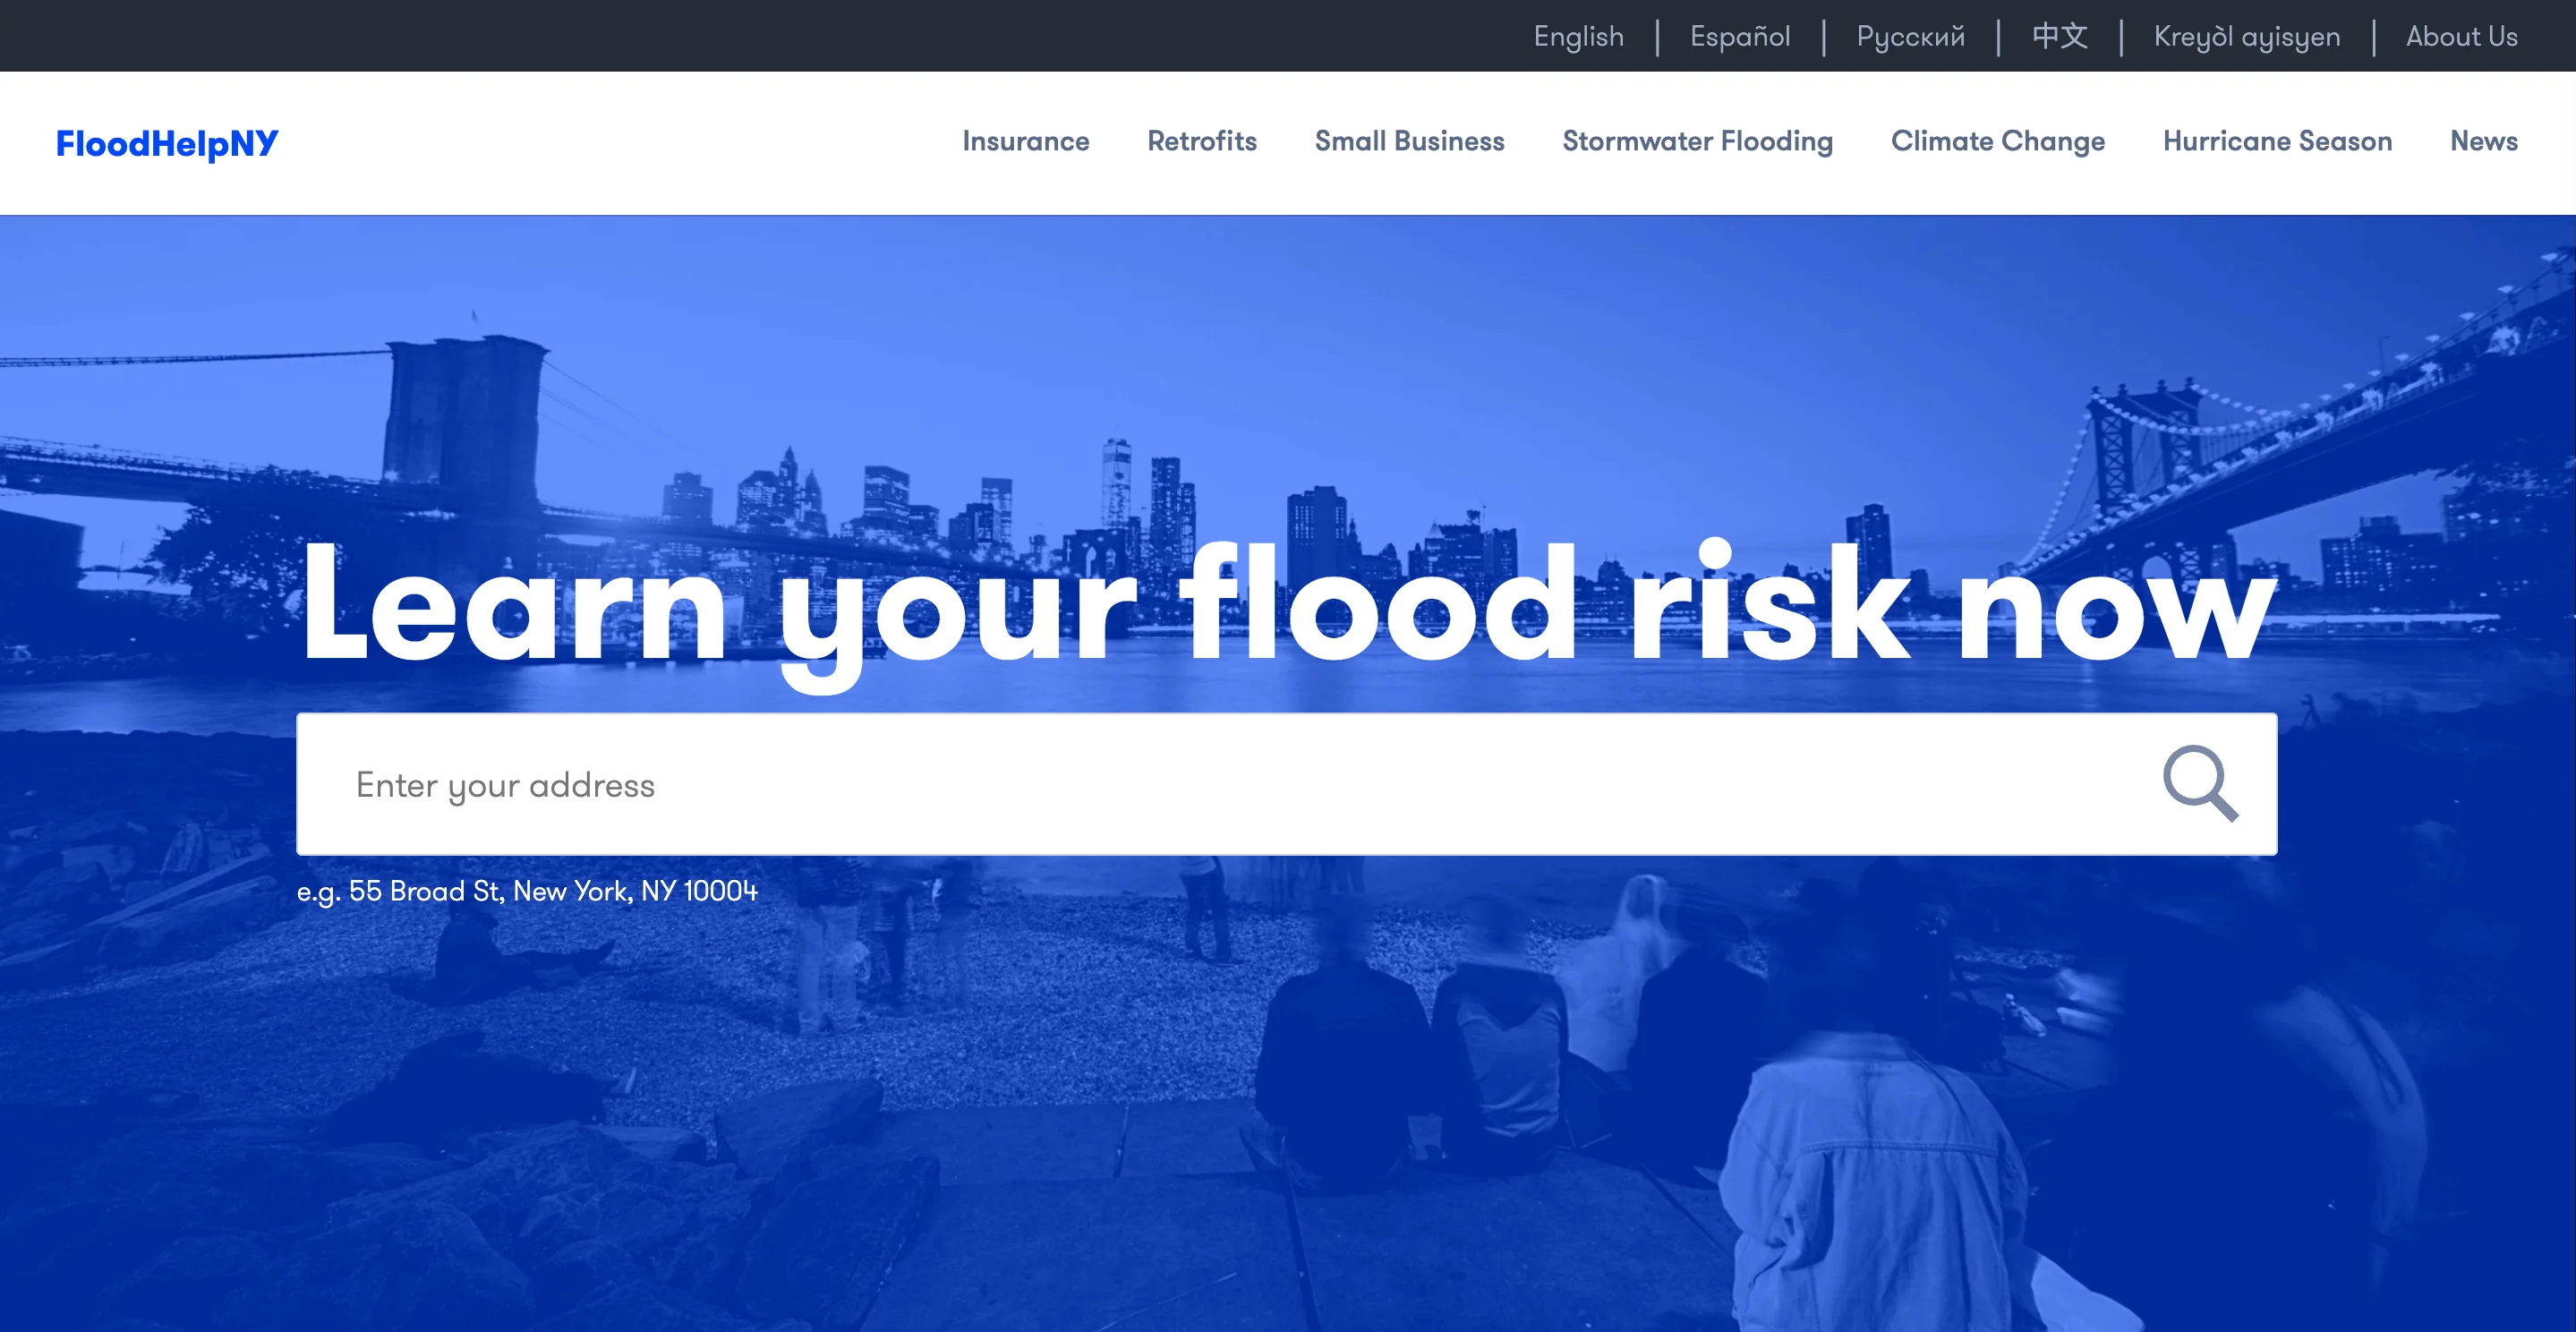 English | Español | Русский | 中文 | Kreyòl ayisyen | About Us
FloodHelpNY
Insurance Retrofits Small Business Stormwater Flooding Climate Change Hurricane Season News
Learn your flood risk now
Enter your address
e.g. 55 Broad St, New York, NY 10004